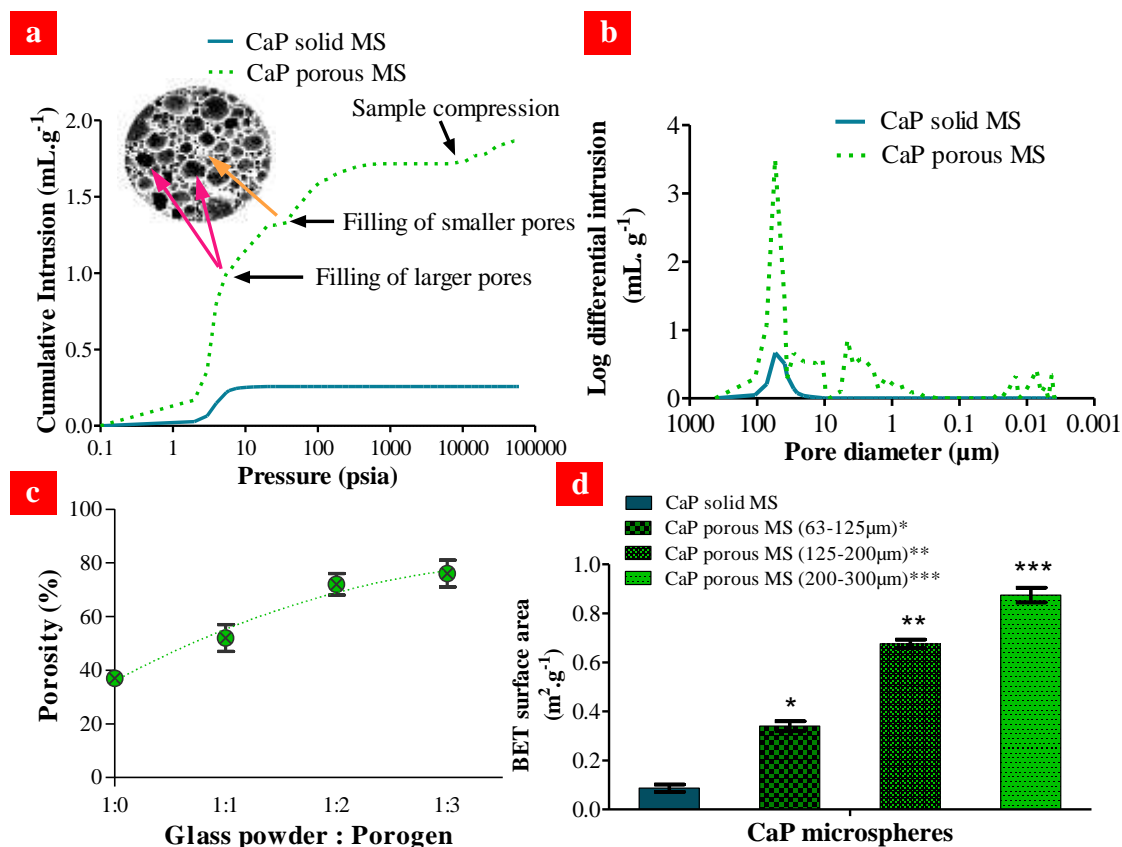 a
CaP solid MS
CaP porous MS
Sample compression
Filling of smaller pores
Filling of larger pores
Cumulative Intrusion (mL.g-1)
2.0
1.5
1.0
0.5
0.0
0.1 1 10 100 1000 10000 100000
Pressure (psia)
b
CaP solid MS
CaP porous MS
Log differential intrusion
(mL. g-1)
4
3
2
1
0
1000 100 10 1 0.1 0.01 0.001
Pore diameter (µm)
c
Porosity (%)
100
80
60
40
20
0
1:0 1:1 1:2 1:3
Glass powder : Porogen
d
CaP solid MS
CaP porous MS (63-125µm)*
CaP porous MS (125-200µm)**
CaP porous MS (200-300µm)***
BET surface area
(m2.g-1)
1.0
0.8
0.6
0.4
0.2
0.0
*
**
***
CaP microspheres